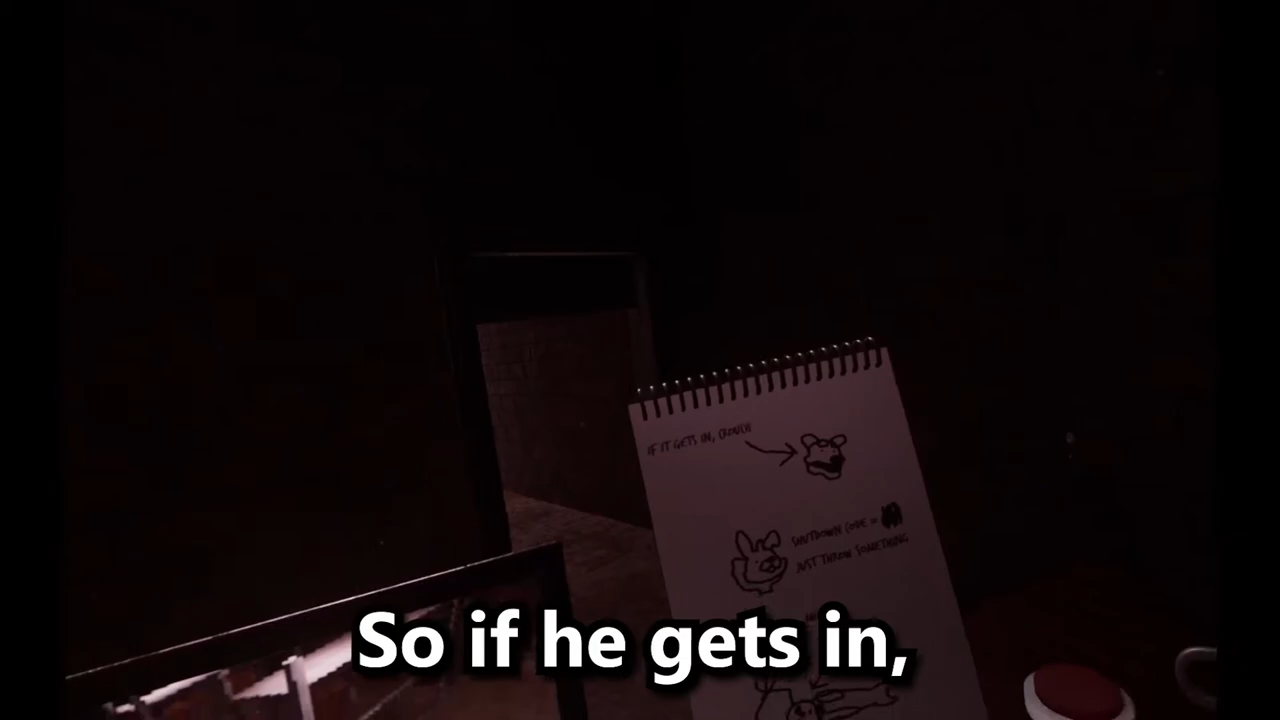 IF IT GETS IN, CROUCH
SHUTDOWN CODE =
JUST THROW SOMETHING
So if he gets in,